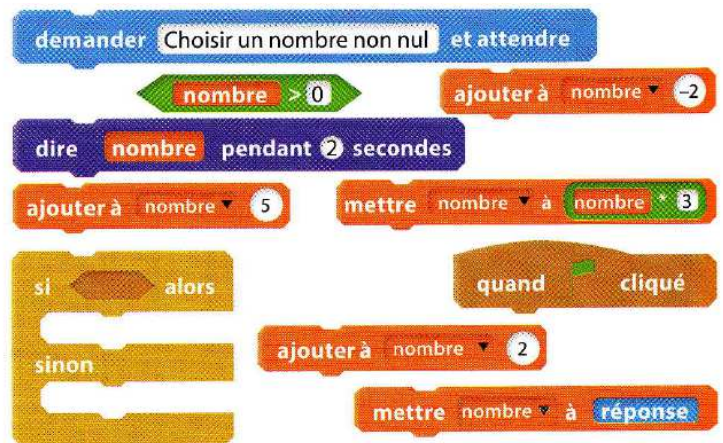 demander Choisir un nombre non nul et attendre
nombre > 0
ajouter à nombre -2
dire nombre pendant 2 secondes
ajouter à nombre 5
mettre nombre à nombre * 3
si alors
quand cliqué
sinon
ajouter à nombre 2
mettre nombre à réponse